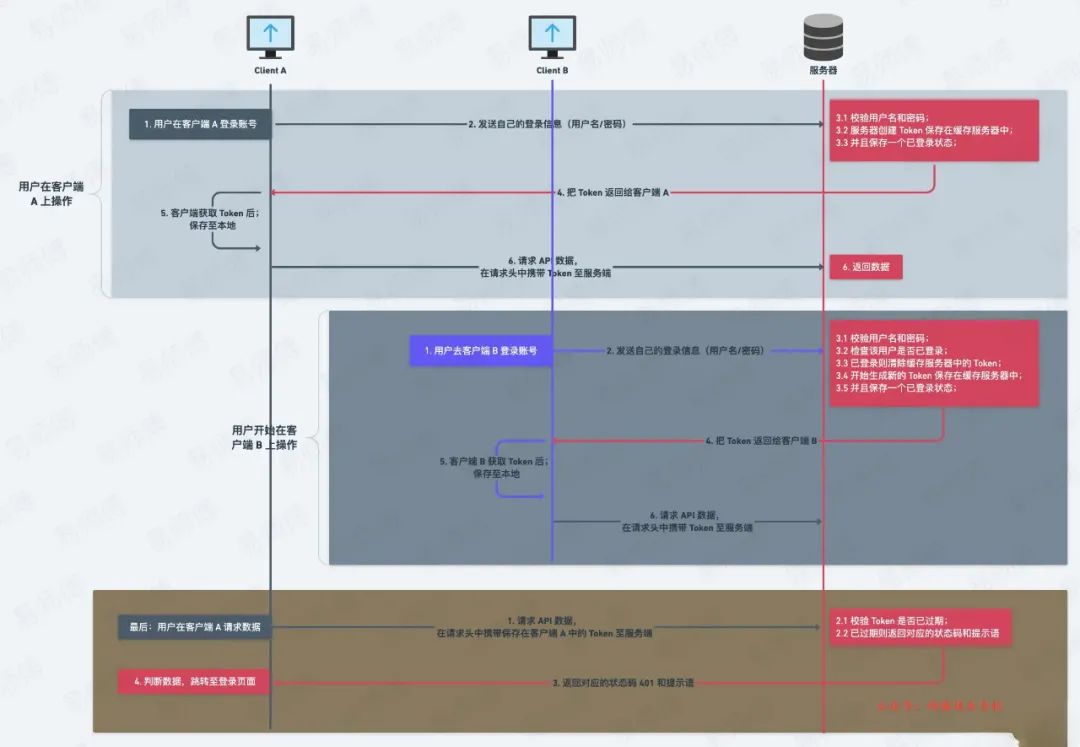 Client A
Client B
服务器
用户在客户端
A 上操作
1. 用户在客户端 A 登录账号
2. 发送自己的登录信息（用户名/密码）
3.1 校验用户名和密码；
3.2 服务器创建 Token 保存在缓存服务器中；
3.3 并且保存一个已登录状态；
4. 把 Token 返回给客户端 A
5. 客户端获取 Token 后；
保存至本地
6. 请求 API 数据，
在请求头中携带 Token 至服务端
6. 返回数据
用户开始在客
户端 B 上操作
1. 用户去客户端 B 登录账号
2. 发送自己的登录信息（用户名/密码）
3.1 校验用户名和密码；
3.2 检查该用户是否已登录；
3.3 已登录则清除缓存服务器中的 Token；
3.4 开始生成新的 Token 保存在缓存服务器中；
3.5 并且保存一个已登录状态；
4. 把 Token 返回给客户端 B
5. 客户端 B 获取 Token 后；
保存至本地
6. 请求 API 数据，
在请求头中携带 Token 至服务端
最后：用户在客户端 A 请求数据
1. 请求 API 数据，
在请求头中携带保存在客户端 A 中的 Token 至服务端
2.1 校验 Token 是否已过期；
2.2 已过期则返回对应的状态码和提示语
3. 返回对应的状态码 401 和提示语
4. 判断数据，跳转至登录页面